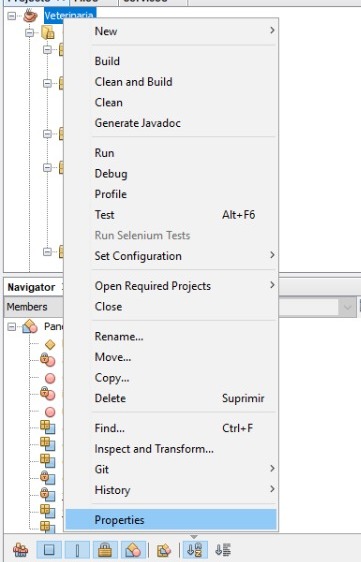 Veterinaria
New
Build
Clean and Build
Clean
Generate Javadoc
Run
Debug
Profile
Test Alt+F6
Run Selenium Tests
Set Configuration
Open Required Projects
Close
Rename...
Move...
Copy...
Delete Suprimir
Find... Ctrl+F
Inspect and Transform...
Git
History
Properties
Navigator
Members